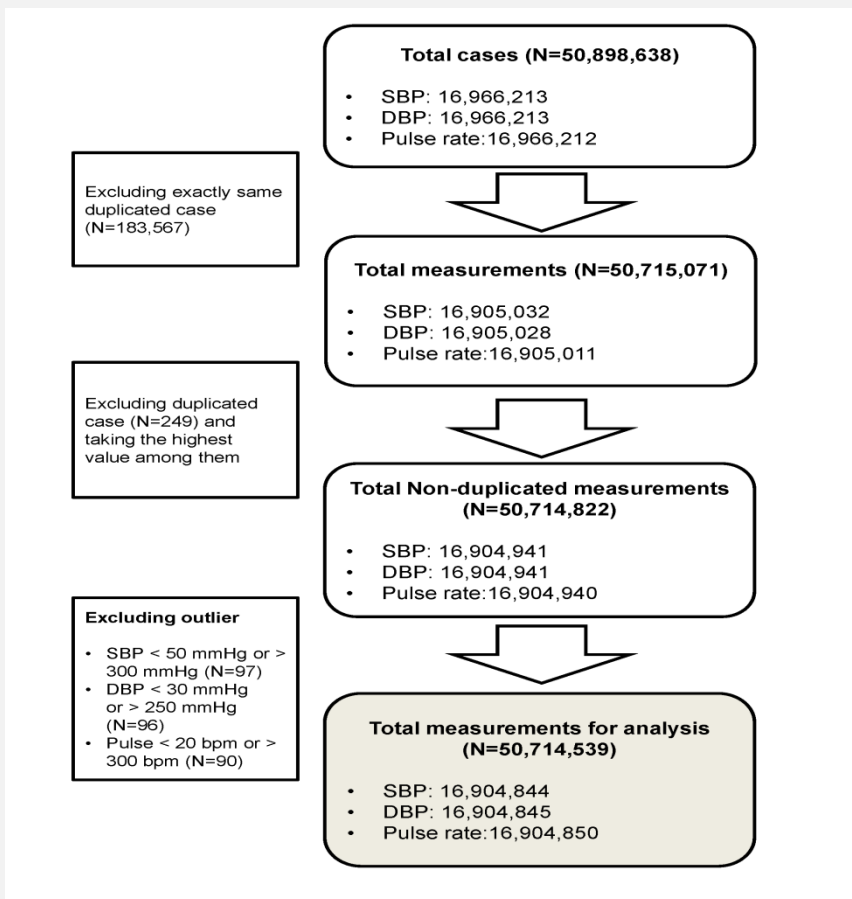 Total cases (N=50,898,638)
• SBP: 16,966,213
• DBP: 16,966,213
• Pulse rate:16,966,212
Excluding exactly same
duplicated case
(N=183,567)
Total measurements (N=50,715,071)
• SBP: 16,905,032
• DBP: 16,905,028
• Pulse rate:16,905,011
Excluding duplicated
case (N=249) and
taking the highest
value among them
Total Non-duplicated measurements
(N=50,714,822)
• SBP: 16,904,941
• DBP: 16,904,941
• Pulse rate:16,904,940
Excluding outlier
• SBP < 50 mmHg or >
300 mmHg (N=97)
• DBP < 30 mmHg
or > 250 mmHg
(N=96)
• Pulse < 20 bpm or >
300 bpm (N=90)
Total measurements for analysis
(N=50,714,539)
• SBP: 16,904,844
• DBP: 16,904,845
• Pulse rate:16,904,850